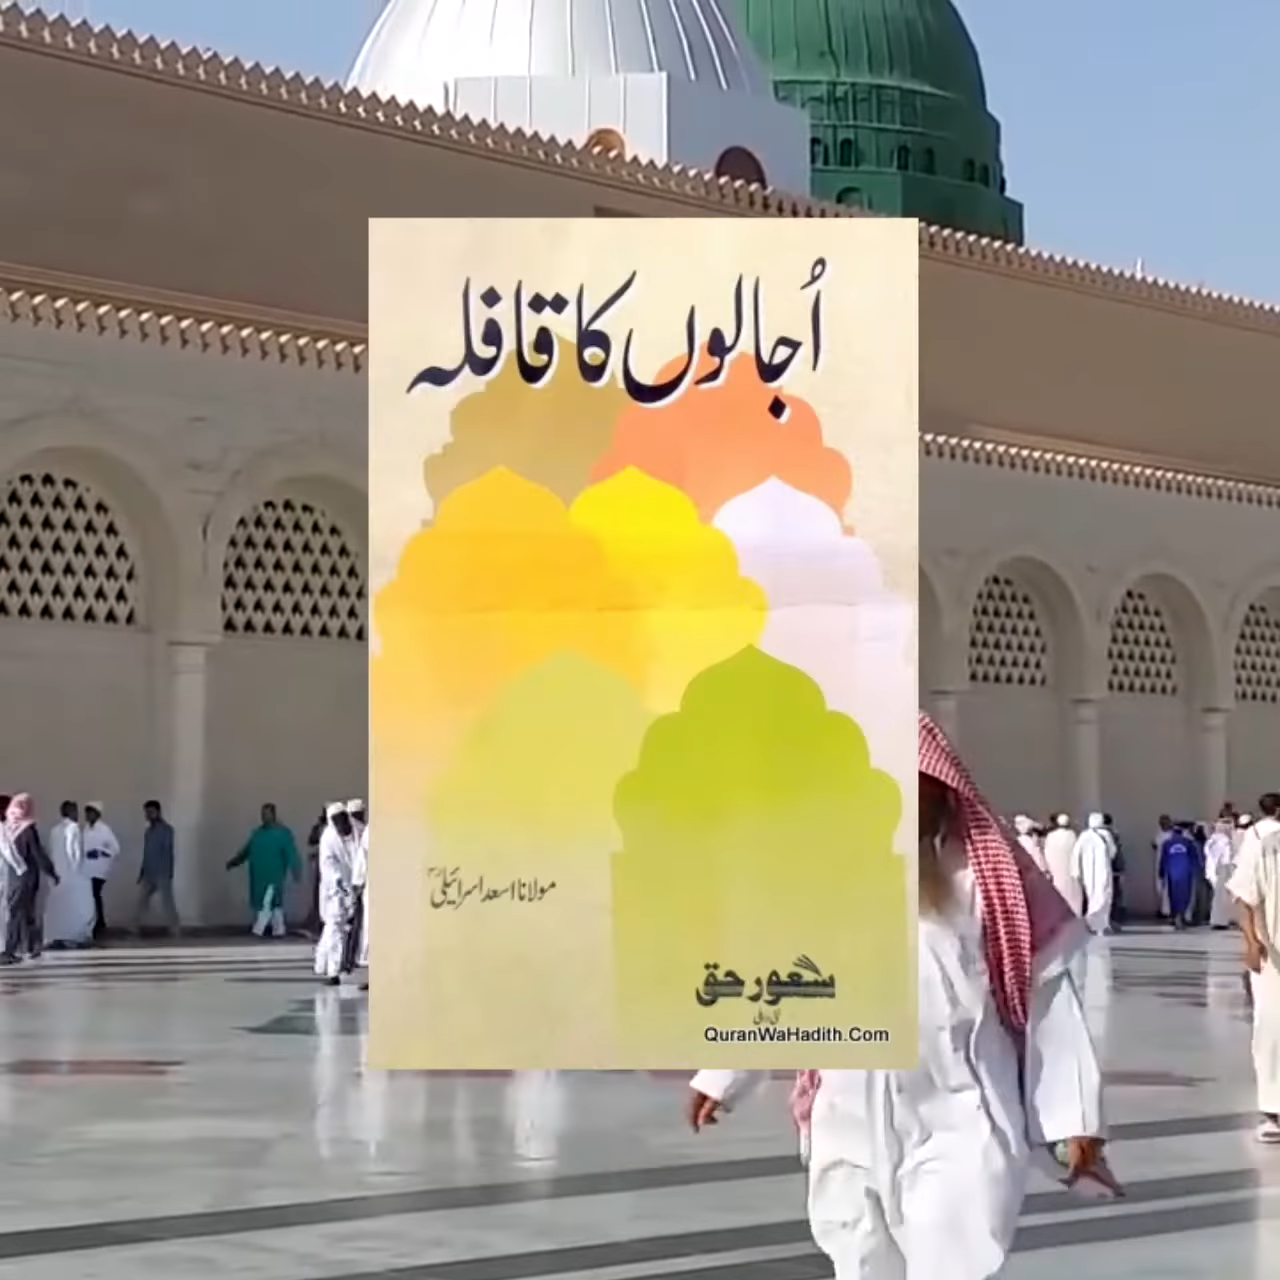 اُجالوں کا قافلہ
مولانا اسعد اسرائیلیؒ
شعور حق
QuranWaHadith.Com